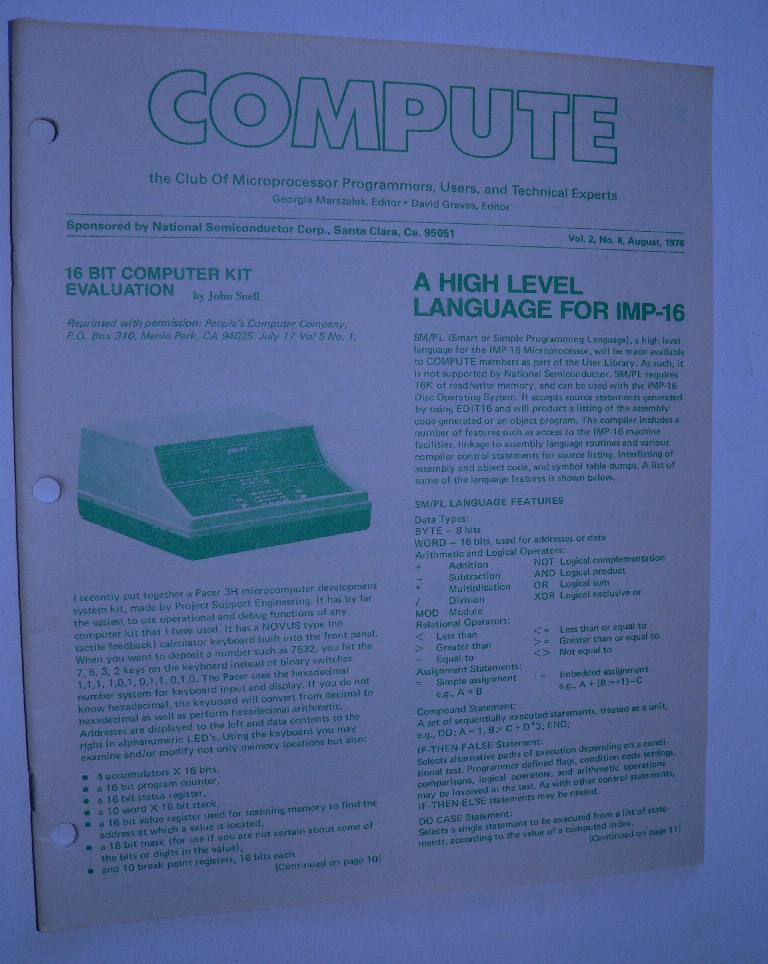 COMPUTE
the Club Of Microprocessor Programmers, Users, and Technical Experts
Georgia Marszalek, Editor • David Graves, Editor
Sponsored by National Semiconductor Corp., Santa Clara, Ca. 95051
Vol. 2, No. 8, August, 1976
16 BIT COMPUTER KIT
EVALUATION by John Snell
Reprinted with permission: People's Computer Company,
P.O. Box 310, Menlo Park, CA 94025. July 17 Vol 5 No. 1.
I recently put together a Pacer 3H microcomputer development
system kit, made by Project Support Engineering. It has by far
the easiest to use operational and debug functions of any
computer kit that I have used. It has a NOVUS type (no
tactile feedback) calculator keyboard built into the front panel.
When you want to deposit a number such as 7532, you hit the
7, 5, 3, 2 keys on the keyboard instead of binary switches
1,1,1, 1,0,1, 0,1,1, 0,1,0. The Pacer uses the hexadecimal
number system for keyboard input and display. If you do not
know hexadecimal, the keyboard will convert from decimal to
hexadecimal as well as perform hexadecimal arithmetic.
Addresses are displayed to the left and data contents to the
right in alphanumeric LED's. Using the keyboard you may
examine and/or modify not only memory locations but also:
• 4 accumulators X 16 bits,
• a 16 bit program counter,
• a 16 bit status register,
• a 10 word X 16 bit stack,
• a 16 bit value register used for scanning memory to find the
address at which a value is located,
• a 16 bit mask (for use if you are not certain about some of
the bits or digits in the value),
• and 10 break point registers, 16 bits each.
(Continued on page 10)
A HIGH LEVEL
LANGUAGE FOR IMP-16
SM/PL (Smart or Simple Programming Language), a high level
language for the IMP-16 Microprocessor, will be made available
to COMPUTE members as part of the User Library. As such, it
is not supported by National Semiconductor. SM/PL requires
16K of read/write memory, and can be used with the IMP-16
Disc Operating System. It accepts source statements generated
by using EDIT16 and will product a listing of the assembly
code generated or an object program. The compiler includes a
number of features such as access to the IMP-16 machine
facilities, linkage to assembly language routines and various
compiler control statements for source listing, interlisting of
assembly and object code, and symbol table dumps. A list of
some of the language features is shown below.
SM/PL LANGUAGE FEATURES
Data Types:
BYTE – 8 bits
WORD – 16 bits, used for addresses or data
Arithmetic and Logical Operators:
+ Addition NOT Logical complementation
– Subtraction AND Logical product
* Multiplication OR Logical sum
/ Division XOR Logical exclusive or
MOD Modulo
Relational Operators:
< Less than <= Less than or equal to
> Greater than >= Greater than or equal to
= Equal to <> Not equal to
Assignment Statements:
= Simple assignment := Imbedded assignment
e.g., A = B e.g., A + (B:=+1)–C
Compound Statement:
A set of sequentially executed statements, treated as a unit,
e.g., DO; A = 1, B = C + D*3; END;
IF-THEN-FALSE Statement:
Selects alternative paths of execution depending on a condi-
tional test. Programmer defined flags, condition code settings,
comparisons, logical operators, and arithmetic operations
may be involved in the test. As with other control statements,
IF-THEN-ELSE statements may be nested.
DO CASE Statement:
Selects a single statement to be executed from a list of state-
ments, according to the value of a computed index.
(Continued on page 11)